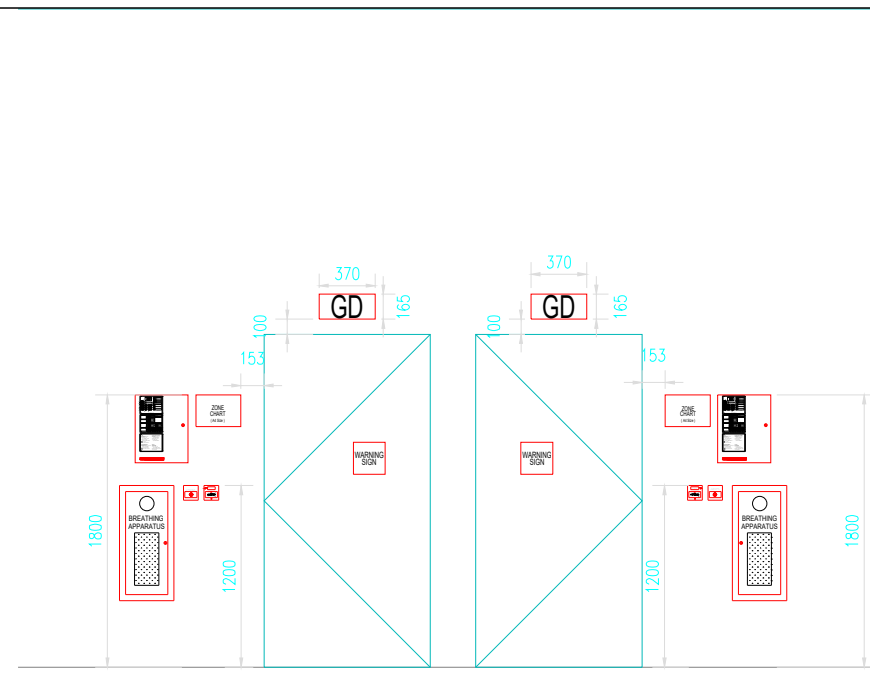 370
370
GD
165
GD
165
100
100
153
153
ZONE
CHART
ZONE
CHART
WARNING
SIGN
WARNING
SIGN
BREATHING
APPARATUS
BREATHING
APPARATUS
1800
1200
1200
1800